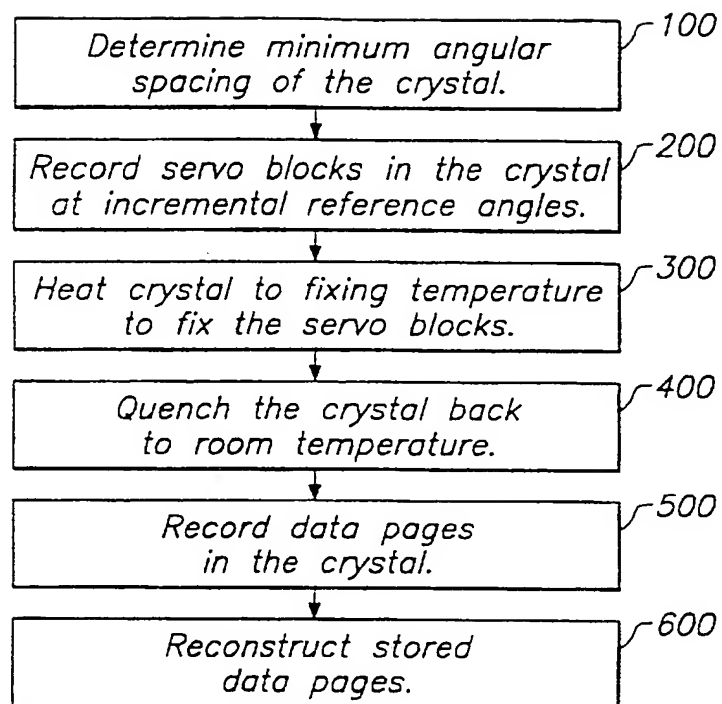 100
Determine minimum angular
spacing of the crystal.
200
Record servo blocks in the crystal
at incremental reference angles.
300
Heat crystal to fixing temperature
to fix the servo blocks.
400
Quench the crystal back
to room temperature.
500
Record data pages
in the crystal.
600
Reconstruct stored
data pages.